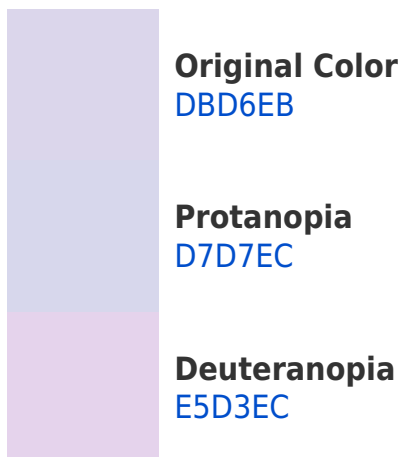 Original Color
DBD6EB
Protanopia
D7D7EC
Deuteranopia
E5D3EC